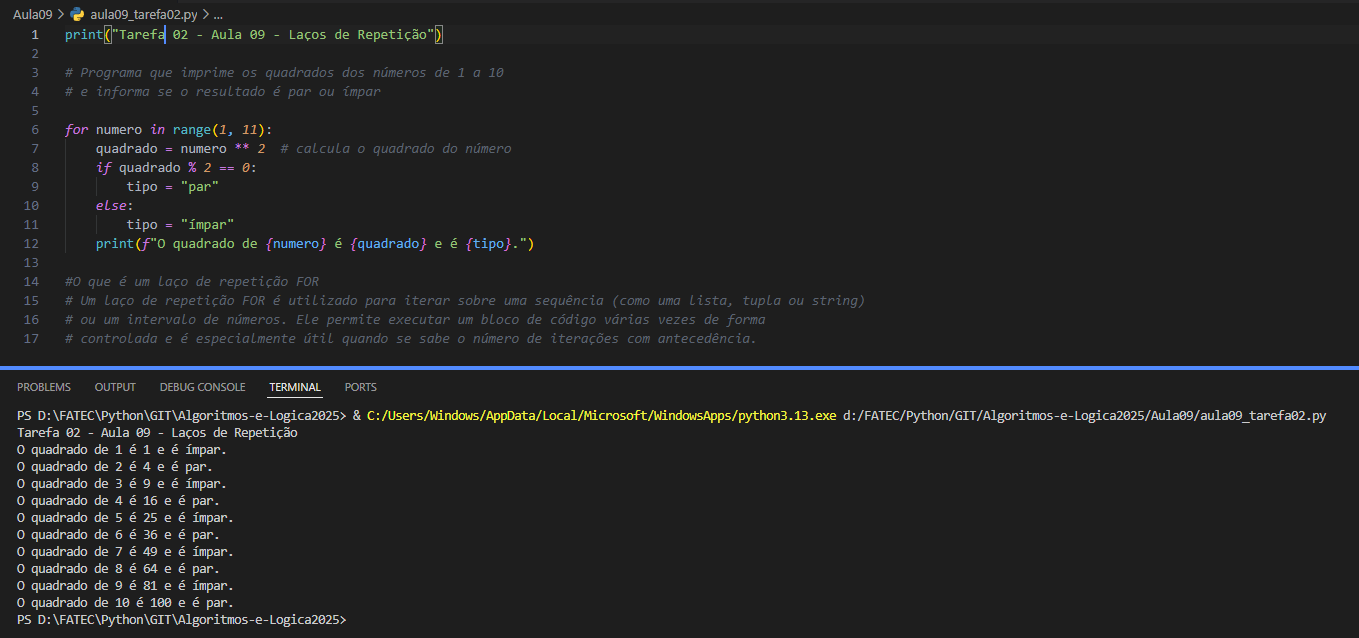 Aula09 > aula09_tarefa02.py > ...
1 print("Tarefa 02 - Aula 09 - Laços de Repetição")
2
3 # Programa que imprime os quadrados dos números de 1 a 10
4 # e informa se o resultado é par ou ímpar
5
6 for numero in range(1, 11):
7     quadrado = numero ** 2  # calcula o quadrado do número
8     if quadrado % 2 == 0:
9         tipo = "par"
10     else:
11         tipo = "ímpar"
12     print(f"O quadrado de {numero} é {quadrado} e é {tipo}.")
13
14 #O que é um laço de repetição FOR
15 # Um laço de repetição FOR é utilizado para iterar sobre uma sequência (como uma lista, tupla ou string)
16 # ou um intervalo de números. Ele permite executar um bloco de código várias vezes de forma
17 # controlada e é especialmente útil quando se sabe o número de iterações com antecedência.
PROBLEMS OUTPUT DEBUG CONSOLE TERMINAL PORTS
PS D:\FATEC\Python\GIT\Algoritmos-e-Logica2025> & C:/Users/Windows/AppData/Local/Microsoft/WindowsApps/python3.13.exe d:/FATEC/Python/GIT/Algoritmos-e-Logica2025/Aula09/aula09_tarefa02.py
Tarefa 02 - Aula 09 - Laços de Repetição
O quadrado de 1 é 1 e é ímpar.
O quadrado de 2 é 4 e é par.
O quadrado de 3 é 9 e é ímpar.
O quadrado de 4 é 16 e é par.
O quadrado de 5 é 25 e é ímpar.
O quadrado de 6 é 36 e é par.
O quadrado de 7 é 49 e é ímpar.
O quadrado de 8 é 64 e é par.
O quadrado de 9 é 81 e é ímpar.
O quadrado de 10 é 100 e é par.
PS D:\FATEC\Python\GIT\Algoritmos-e-Logica2025>